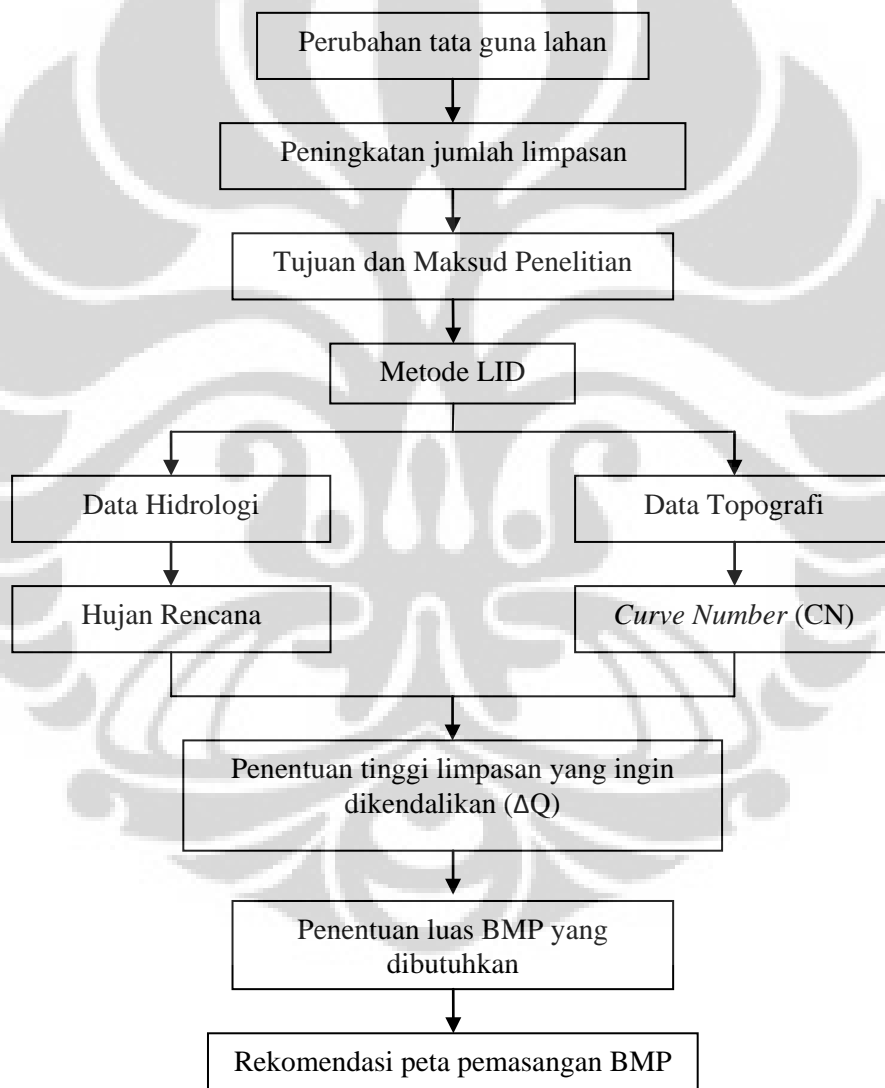 Perubahan tata guna lahan
Peningkatan jumlah limpasan
Tujuan dan Maksud Penelitian
Metode LID
Data Hidrologi
Data Topografi
Hujan Rencana
Curve Number (CN)
Penentuan tinggi limpasan yang ingin
dikendalikan (ΔQ)
Penentuan luas BMP yang
dibutuhkan
Rekomendasi peta pemasangan BMP